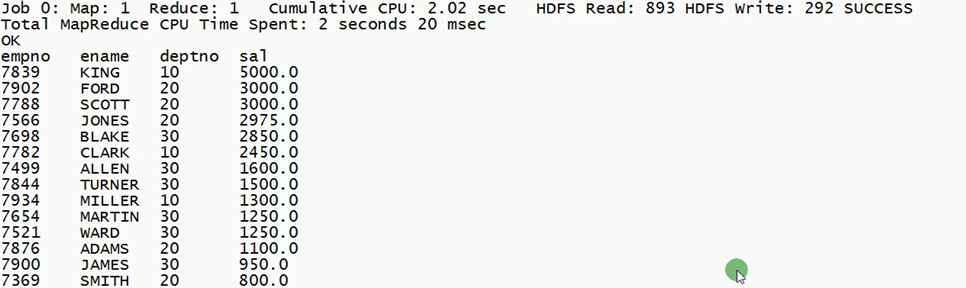 Job 0: Map: 1  Reduce: 1   Cumulative CPU: 2.02 sec   HDFS Read: 893 HDFS Write: 292 SUCCESS
Total MapReduce CPU Time Spent: 2 seconds 20 msec
OK
empno   ename   deptno  sal
7839    KING    10      5000.0
7902    FORD    20      3000.0
7788    SCOTT   20      3000.0
7566    JONES   20      2975.0
7698    BLAKE   30      2850.0
7782    CLARK   10      2450.0
7499    ALLEN   30      1600.0
7844    TURNER  30      1500.0
7934    MILLER  10      1300.0
7654    MARTIN  30      1250.0
7521    WARD    30      1250.0
7876    ADAMS   20      1100.0
7900    JAMES   30      950.0
7369    SMITH   20      800.0